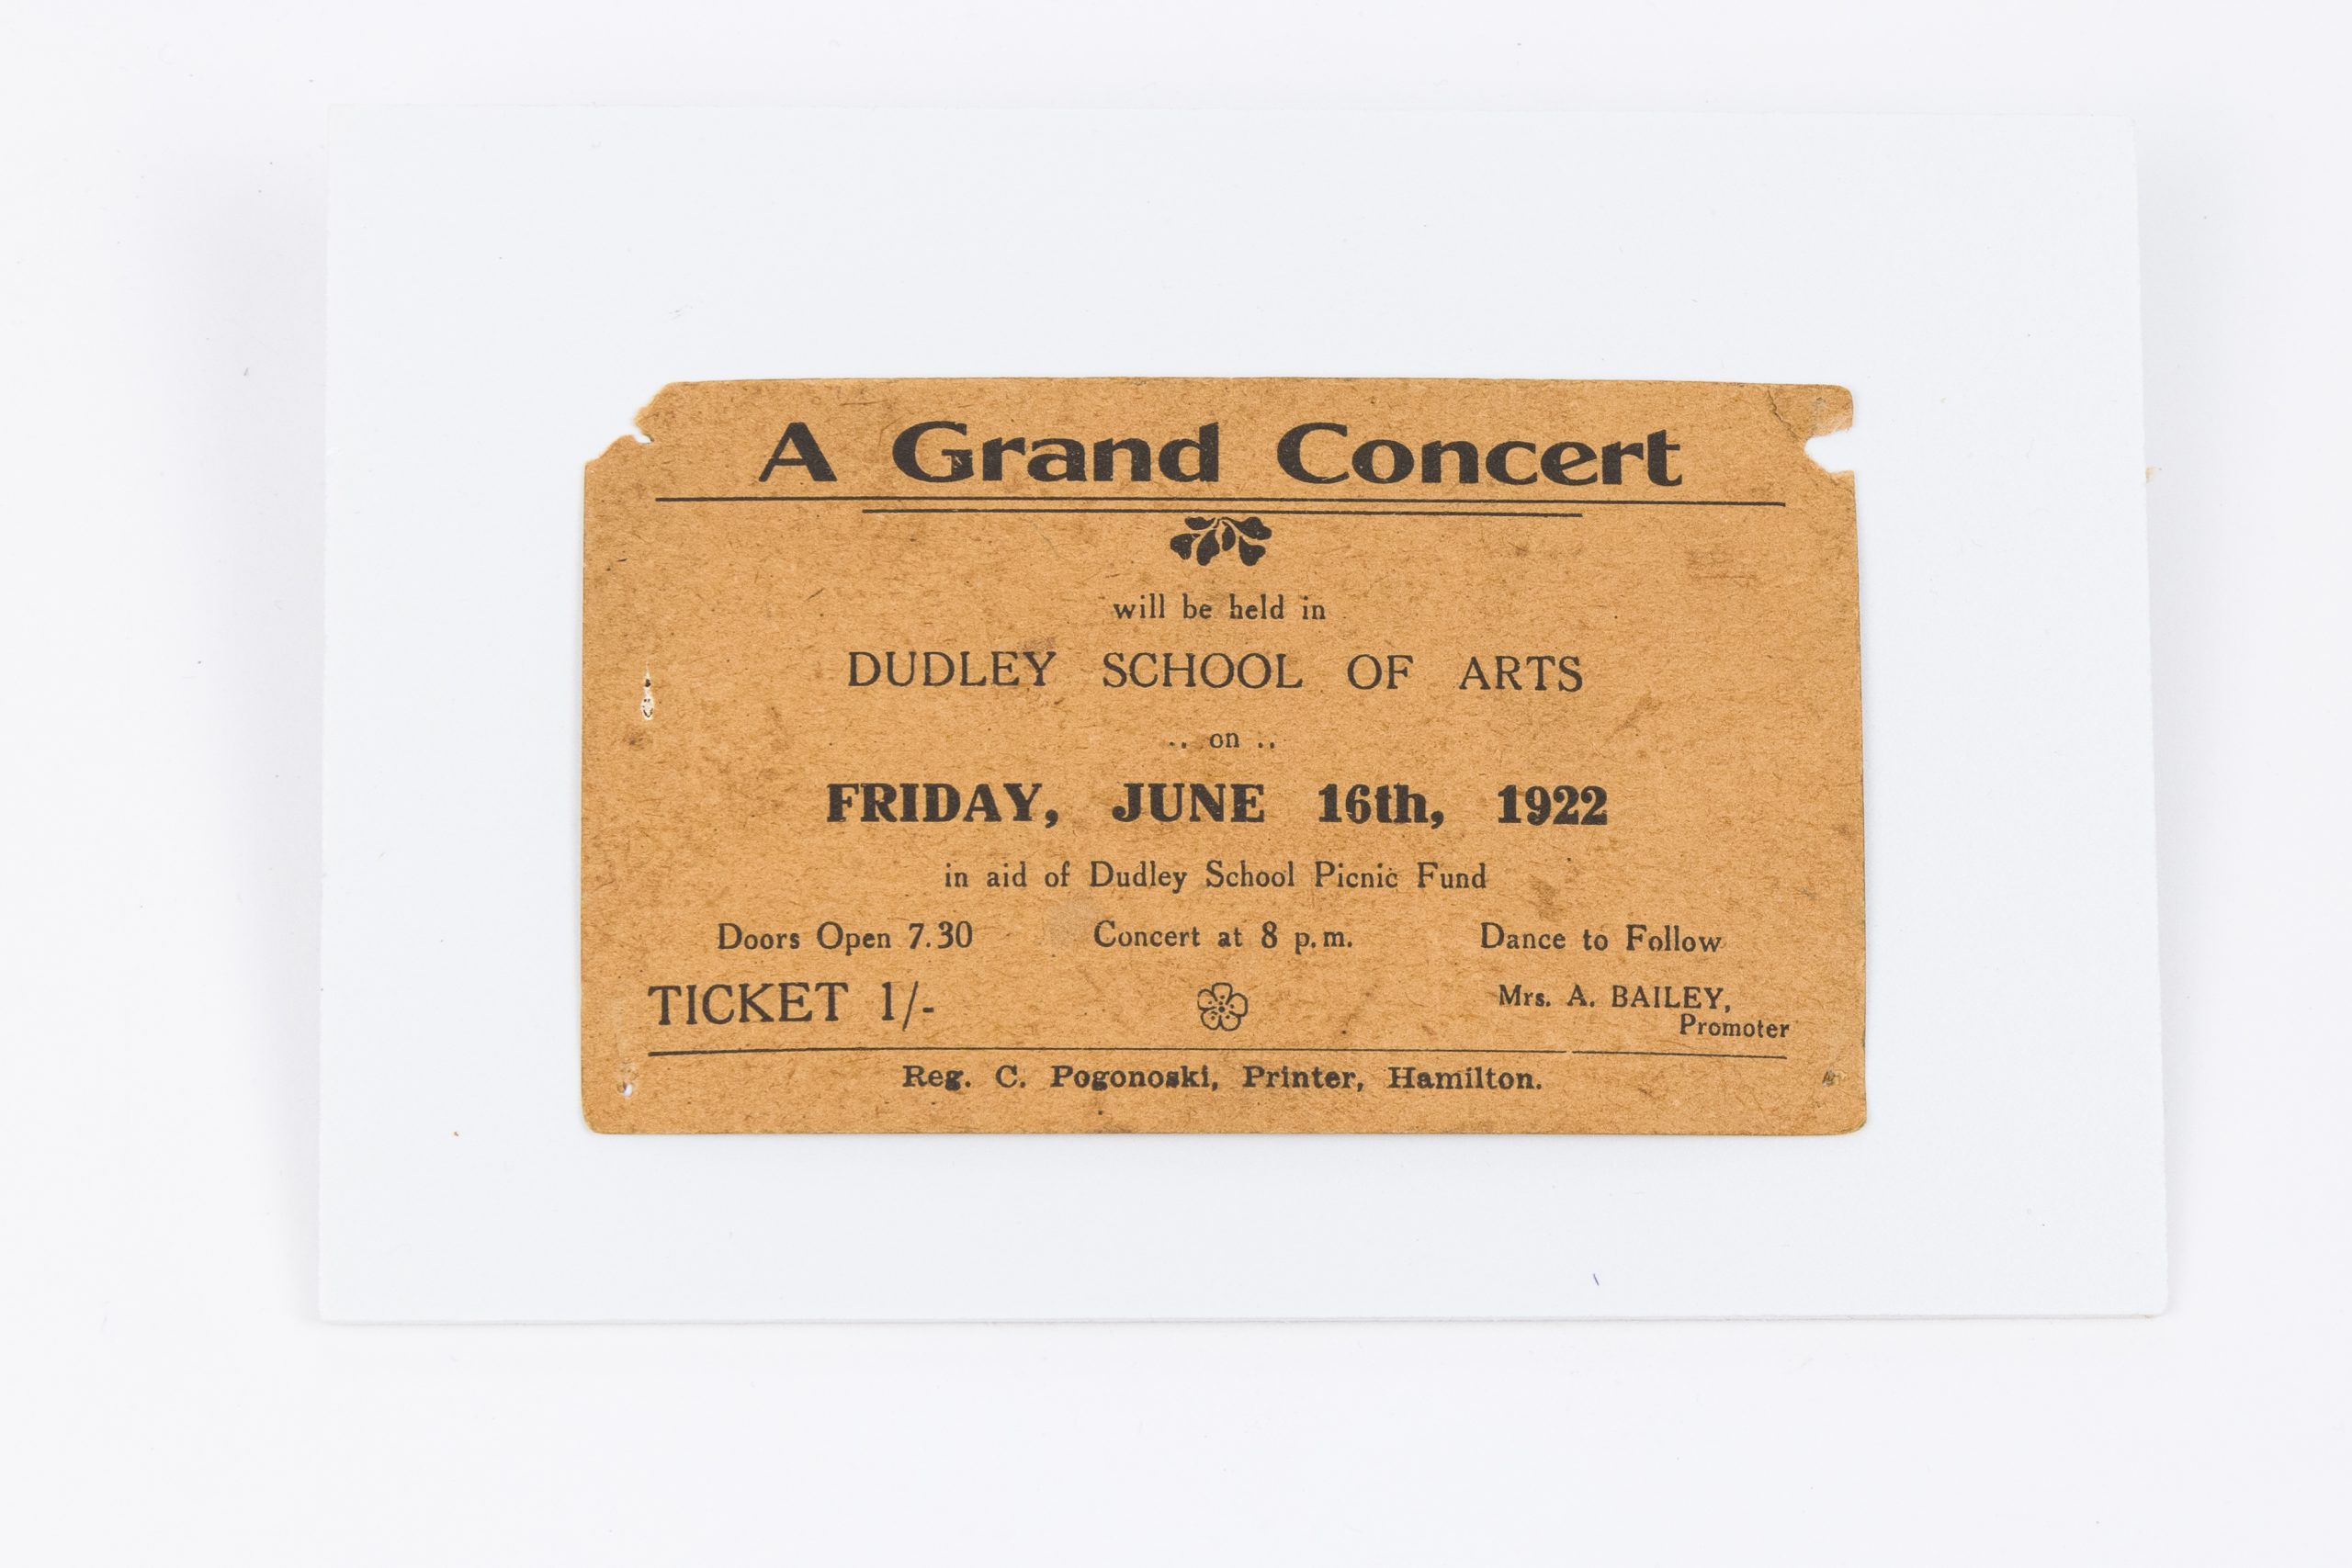 A Grand Concert
will be held in
DUDLEY SCHOOL OF ARTS
.. on ..
FRIDAY, JUNE 16th, 1922
in aid of Dudley School Picnic Fund
Doors Open 7.30 Concert at 8 p.m. Dance to Follow
TICKET 1/- Mrs. A. BAILEY,
Promoter
Reg. C. Pogonoski, Printer, Hamilton.